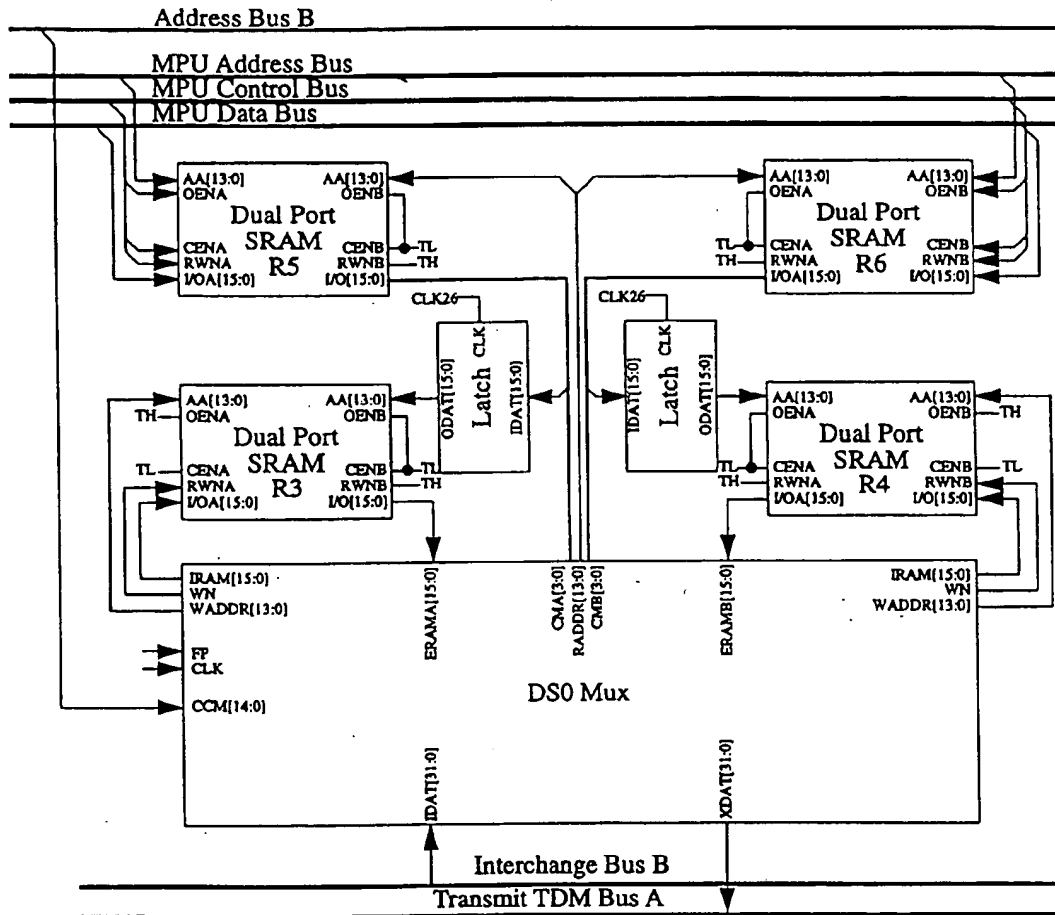 Address Bus B
MPU Address Bus
MPU Control Bus
MPU Data Bus
AA[13:0] AA[13:0]
OENA OENB
Dual Port
SRAM
R5
CENA CENB TL
RWNA RWNB TH
I/OA[15:0] I/O[15:0]
AA[13:0] AA[13:0]
OENA OENB
Dual Port
SRAM
R6
TL CENA CENB
TH RWNA RWNB
I/OA[15:0] I/O[15:0]
CLK26
CLK
Latch
ODAT[15:0]
IDAT[15:0]
CLK26
CLK
Latch
IDAT[15:0]
ODAT[15:0]
AA[13:0] AA[13:0]
TH OENA OENB
Dual Port
SRAM
R3
TL CENA CENB TL
RWNA RWNB TH
I/OA[15:0] I/O[15:0]
AA[13:0] AA[13:0]
OENA OENB TH
Dual Port
SRAM
R4
TL CENA CENB TL
TH RWNA RWNB
I/OA[15:0] I/O[15:0]
IRAM[15:0]
WN
WADDR[13:0]
ERAMA[15:0]
CMA[3:0]
RADDR[13:0]
CMB[3:0]
ERAMB[15:0]
IRAM[15:0]
WN
WADDR[13:0]
FP
CLK
CCM[14:0]
DS0 Mux
IDAT[31:0]
XDAT[31:0]
Interchange Bus B
Transmit TDM Bus A